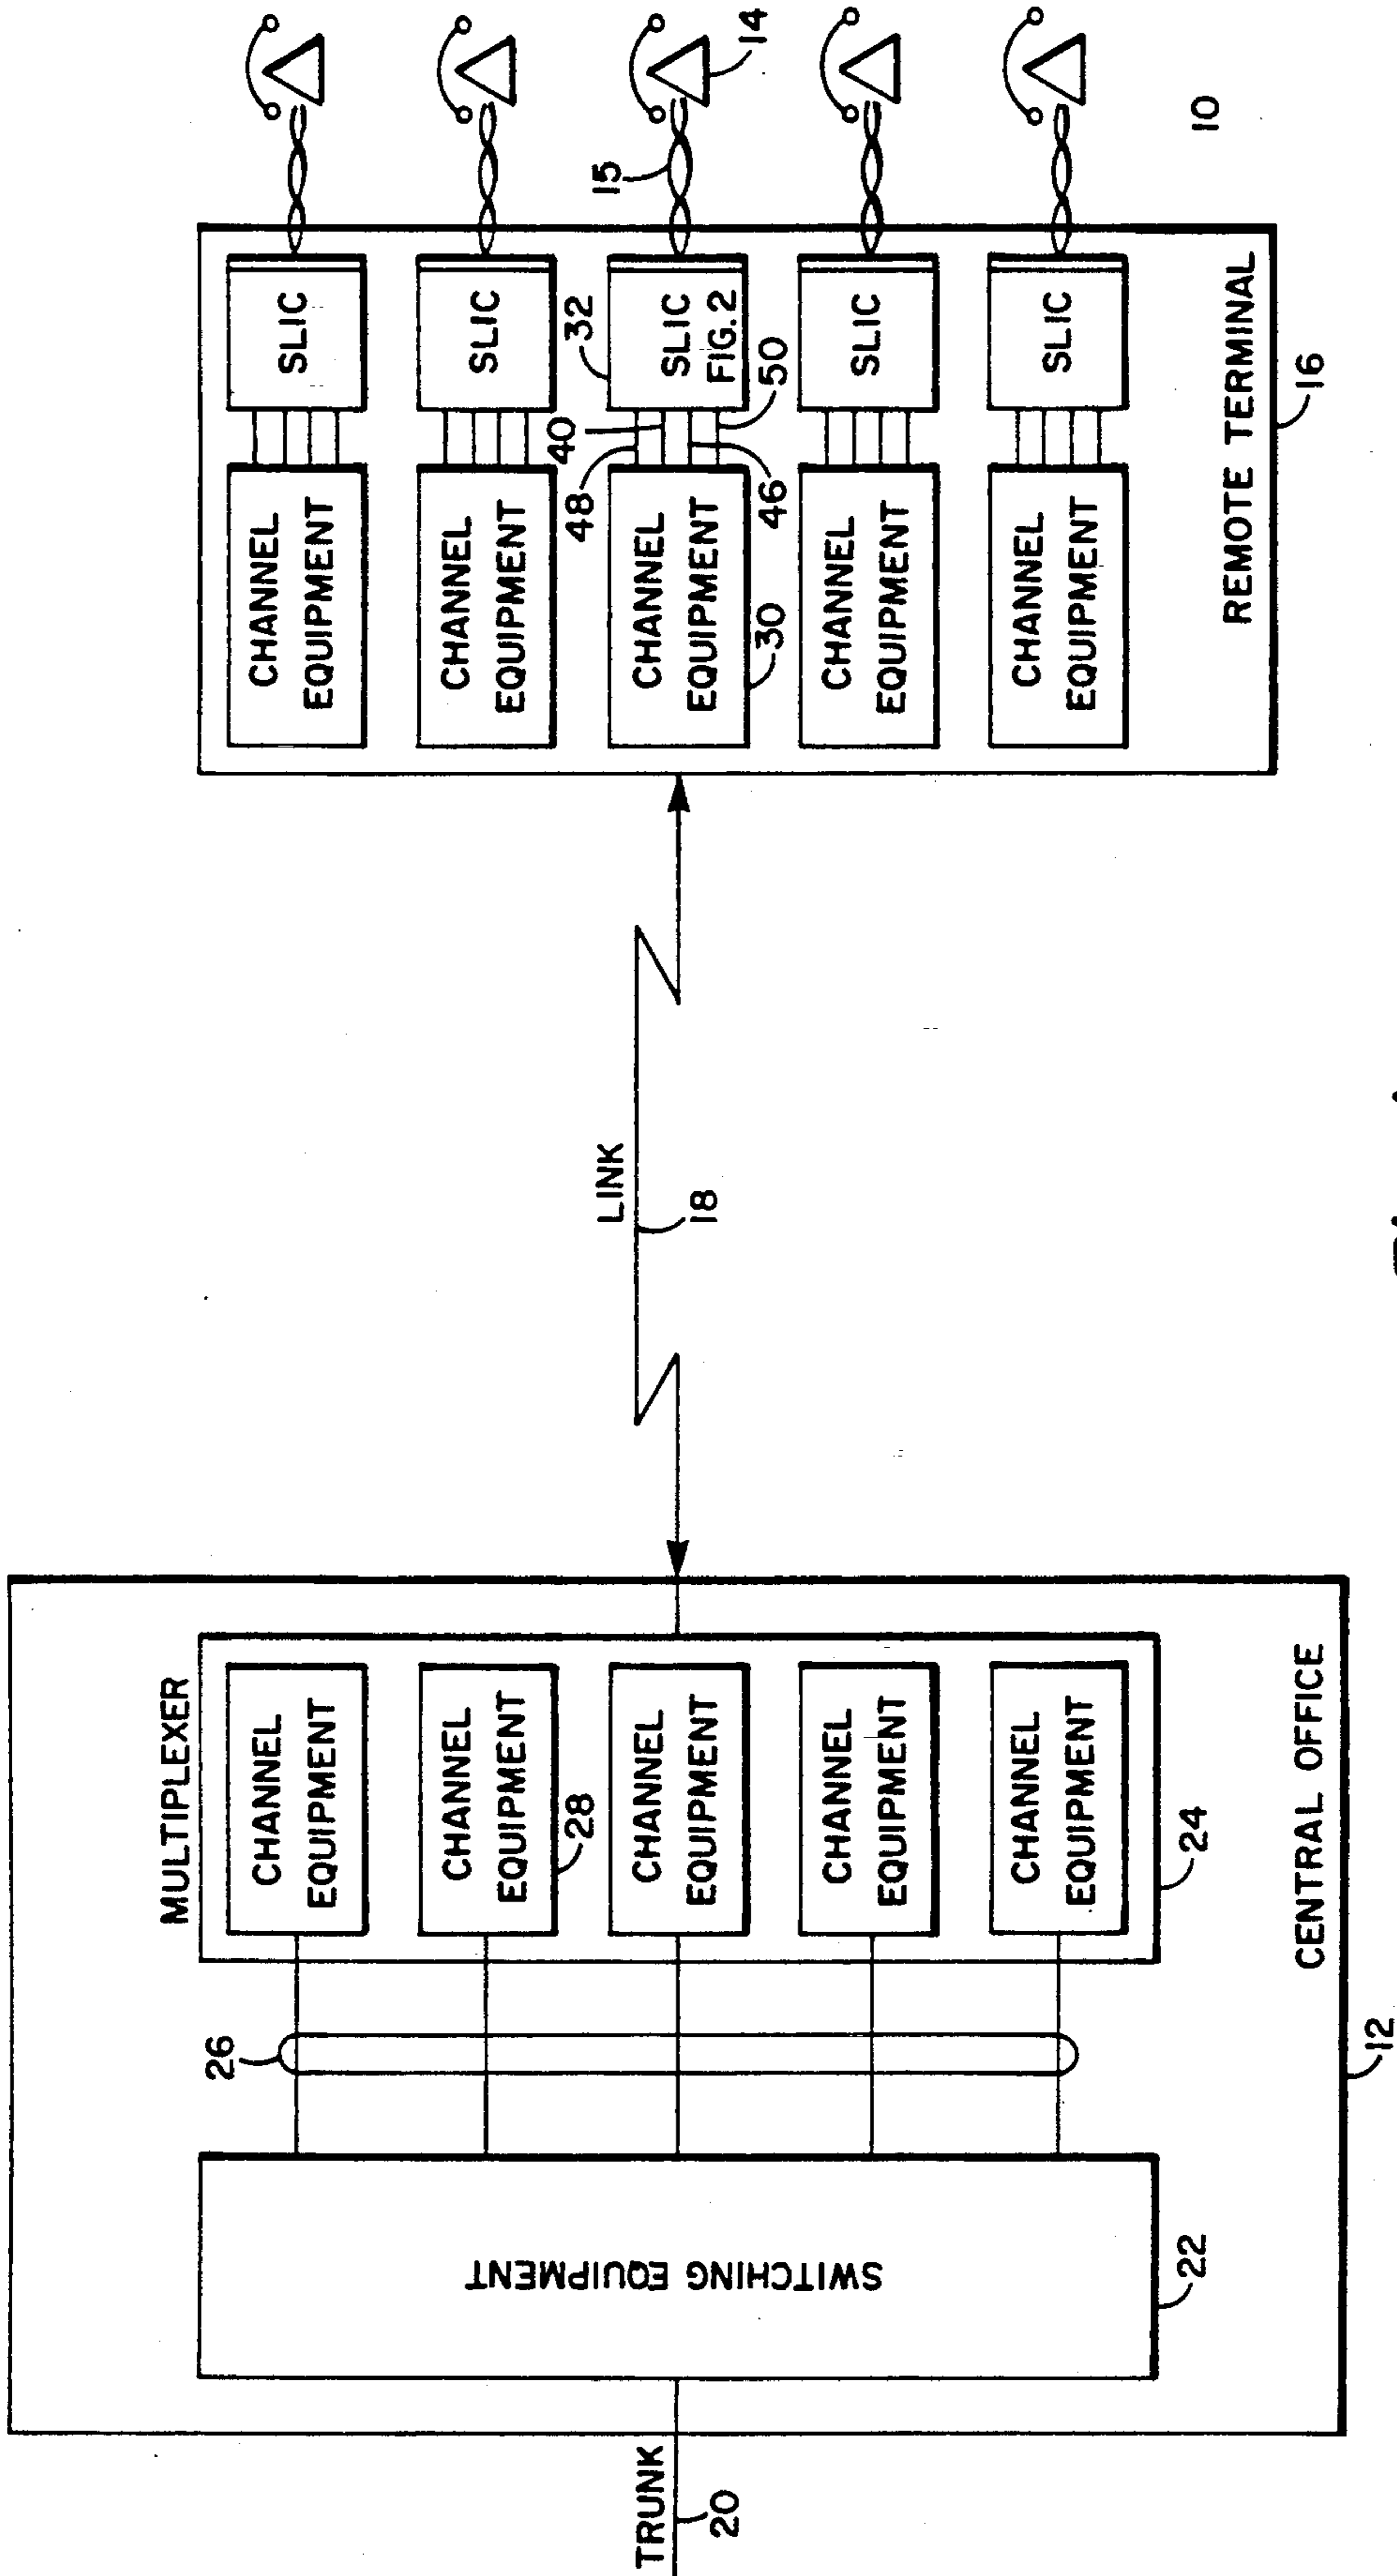 TRUNK
20
SWITCHING EQUIPMENT
22
26
MULTIPLEXER
CHANNEL
EQUIPMENT
CHANNEL
EQUIPMENT
28
CHANNEL
EQUIPMENT
CHANNEL
EQUIPMENT
CHANNEL
EQUIPMENT
24
CENTRAL OFFICE
12
LINK
18
CHANNEL
EQUIPMENT
SLIC
CHANNEL
EQUIPMENT
SLIC
32
48
40
CHANNEL
EQUIPMENT
SLIC
FIG. 2
15
14
30
46
50
CHANNEL
EQUIPMENT
SLIC
CHANNEL
EQUIPMENT
SLIC
REMOTE TERMINAL
16
10